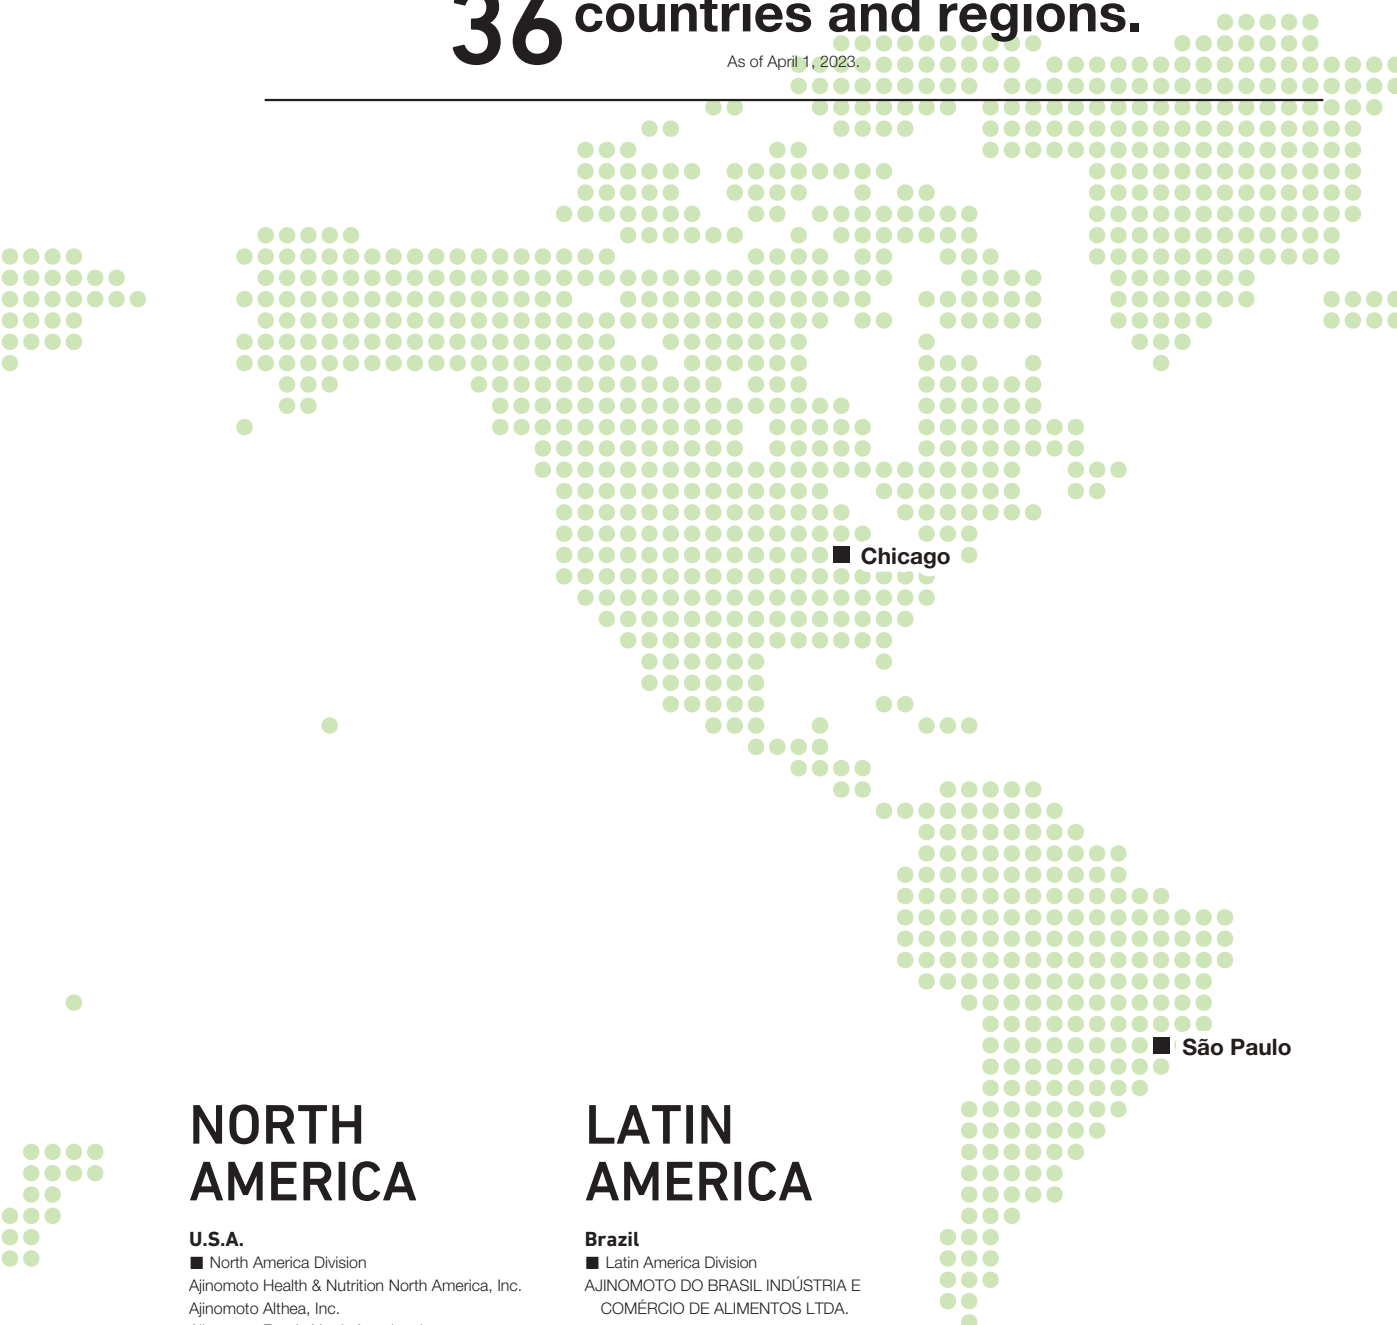 36 countries and regions.
As of April 1, 2023.
Chicago
São Paulo
NORTH
AMERICA
U.S.A.
■ North America Division
Ajinomoto Health & Nutrition North America, Inc.
Ajinomoto Althea, Inc.
LATIN
AMERICA
Brazil
■ Latin America Division
AJINOMOTO DO BRASIL INDÚSTRIA E
COMÉRCIO DE ALIMENTOS LTDA.